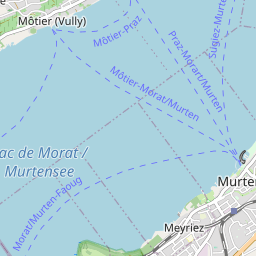 Môtier (Vully)
Môtier-Praz
Praz-Morart/Murten
Sugiez-Murten
Môtier-Morat/Murten
ac de Morat /
Murtensee
Morat/Murten-Faoug
Murten
Meyriez